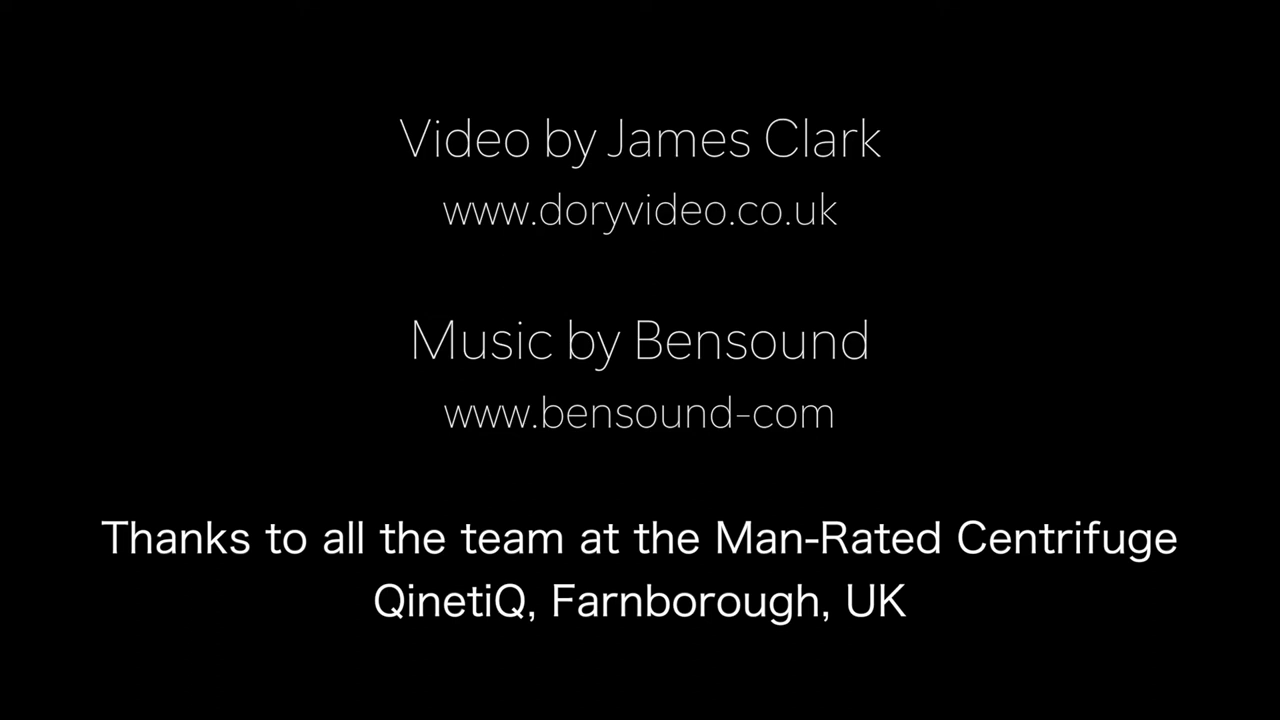 Video by James Clark
www.doryvideo.co.uk
Music by Bensound
www.bensound-com
Thanks to all the team at the Man-Rated Centrifuge
QinetiQ, Farnborough, UK